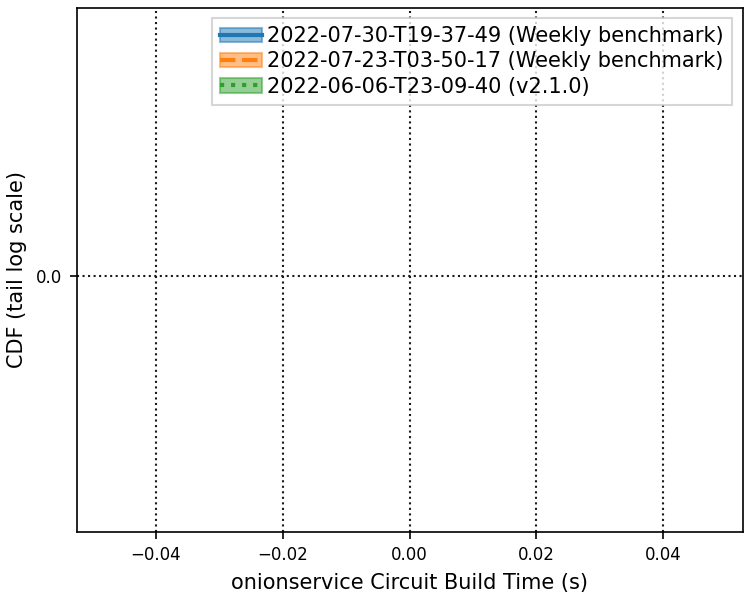 2022-07-30-T19-37-49 (Weekly benchmark)
2022-07-23-T03-50-17 (Weekly benchmark)
2022-06-06-T23-09-40 (v2.1.0)
CDF (tail log scale)
0.0
−0.04
−0.02
0.00
0.02
0.04
onionservice Circuit Build Time (s)